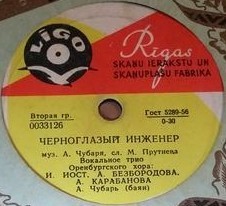 LIGO
Rīgas
SKAŅU IERAKSTU UN
SKAŅUPLAŠU FABRIKA
Вторая гр.
Гост 5289-56
0033126
0-30
ЧЕРНОГЛАЗЫЙ ИНЖЕНЕР
муз. А. Чубаря, сл. М. Прутнева
Вокальное трио
Оренбургского хора:
И. ИОСТ, А. БЕЗБОРОДОВА,
А. КАРАБАНОВА
А. Чубарь (баян)